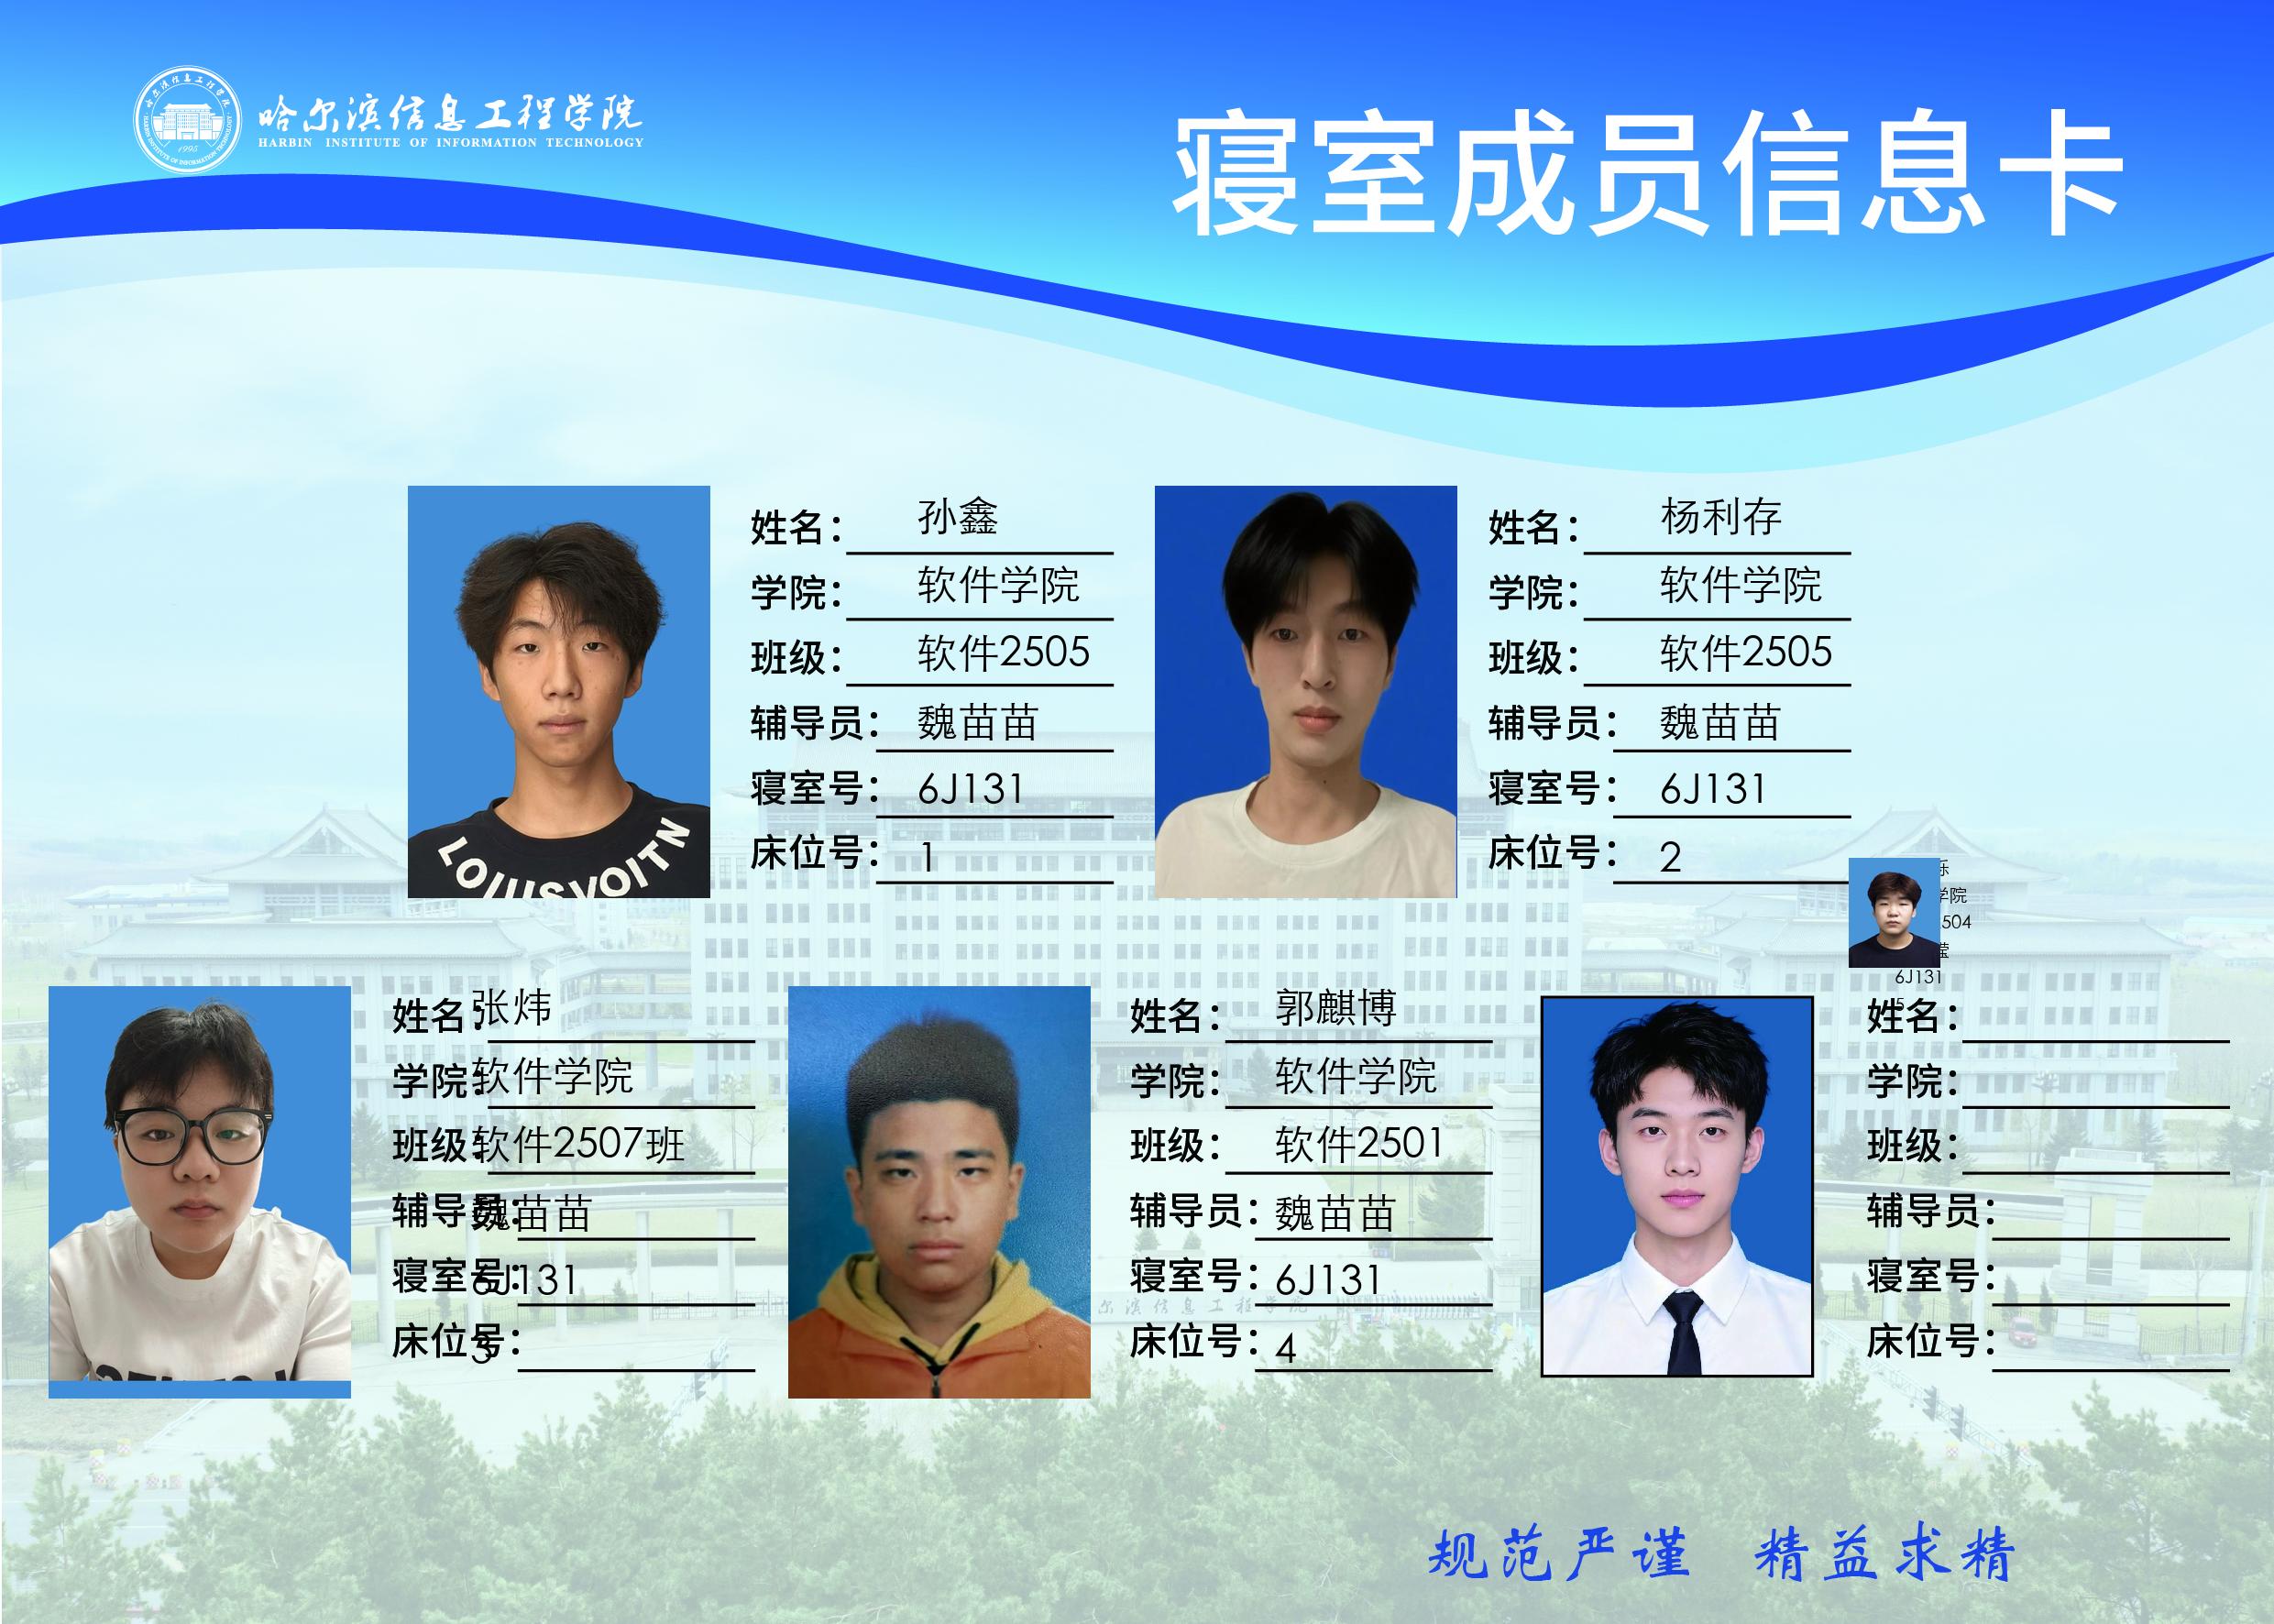 哈尔滨信息工程学院
HARBIN INSTITUTE OF INFORMATION TECHNOLOGY
1995
寝室成员信息卡
姓名: 孙鑫
学院: 软件学院
班级: 软件2505
辅导员: 魏苗苗
寝室号: 6J131
床位号: 1
姓名: 杨利存
学院: 软件学院
班级: 软件2505
辅导员: 魏苗苗
寝室号: 6J131
床位号: 2
学院
504
莹
6J131
5
姓名: 张炜
学院: 软件学院
班级: 软件2507班
辅导员: 魏苗苗
寝室号: 6J131
床位号: 3
姓名: 郭麒博
学院: 软件学院
班级: 软件2501
辅导员: 魏苗苗
寝室号: 6J131
床位号: 4
姓名:
学院:
班级:
辅导员:
寝室号:
床位号:
规范严谨 精益求精